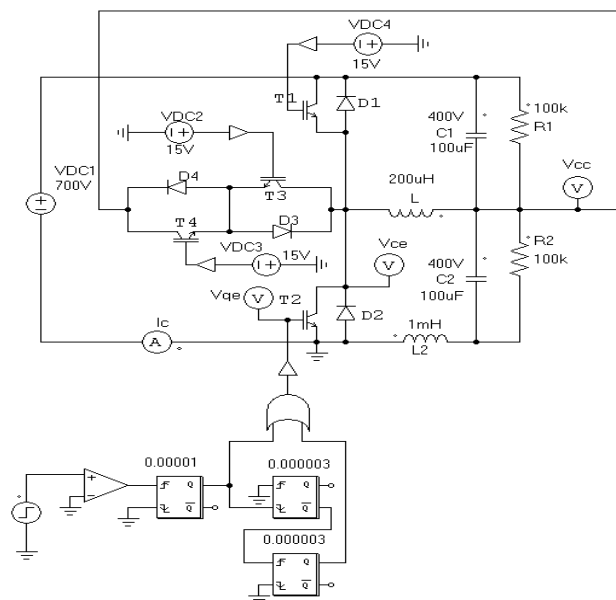 VDC4
15V
T1
D1
400V
C1
100uF
100k
R1
VDC2
15V
VDC1
700V
D4
T3
200uH
L
Vcc
V
T4
D3
VDC3
15V
Vce
V
R2
100k
400V
C2
100uF
Vqe
V
T2
D2
Ic
A
1mH
L2
0.00001
Q
Q
0.000003
Q
Q
0.000003
Q
Q